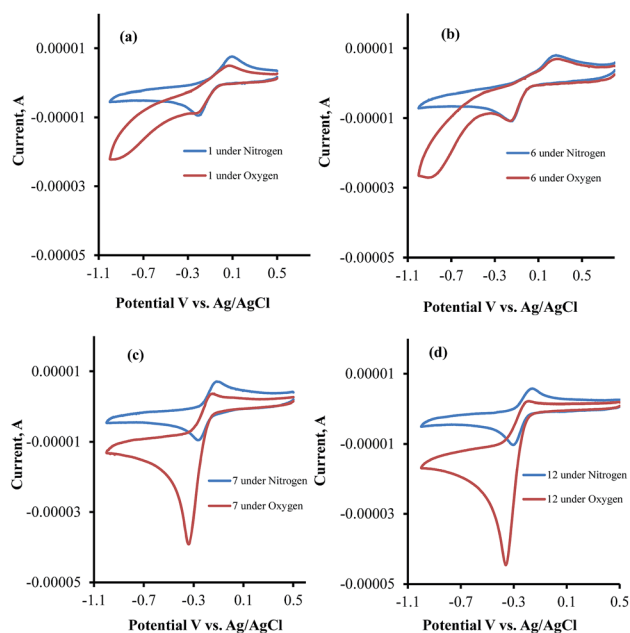 (a)
0.00001
-0.00001
-0.00003
-0.00005
Current, A
1 under Nitrogen
1 under Oxygen
-1.1 -0.7 -0.3 0.1 0.5
Potential V vs. Ag/AgCl
(b)
0.00001
-0.00001
-0.00003
-0.00005
Current, A
6 under Nitrogen
6 under Oxygen
-1.1 -0.7 -0.3 0.1 0.5
Potential V vs. Ag/AgCl
(c)
0.00001
-0.00001
-0.00003
-0.00005
Current, A
7 under Nitrogen
7 under Oxygen
-1.1 -0.7 -0.3 0.1 0.5
Potential V vs. Ag/AgCl
(d)
0.00001
-0.00001
-0.00003
-0.00005
Current, A
12 under Nitrogen
12 under Oxygen
-1.1 -0.7 -0.3 0.1 0.5
Potential V vs. Ag/AgCl